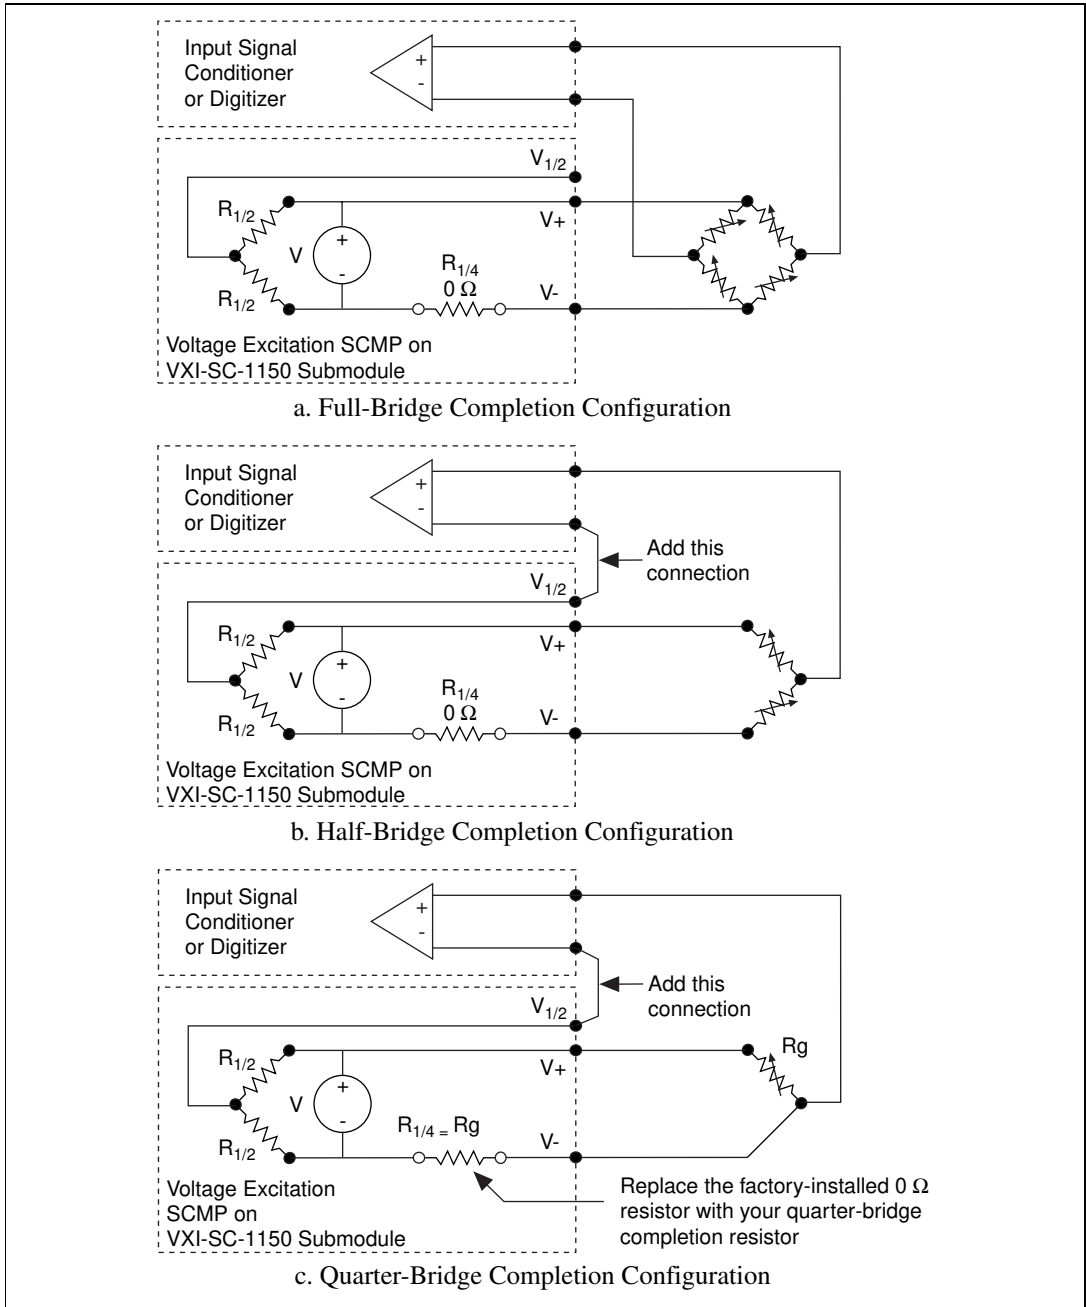 Input Signal
Conditioner
or Digitizer
+
-
V1/2
R1/2
V+
V
+
-
R1/4
0 Ω
V-
R1/2
Voltage Excitation SCMP on
VXI-SC-1150 Submodule
a. Full-Bridge Completion Configuration
Input Signal
Conditioner
or Digitizer
+
-
Add this
connection
V1/2
R1/2
V+
V
+
-
R1/4
0 Ω
V-
R1/2
Voltage Excitation SCMP on
VXI-SC-1150 Submodule
b. Half-Bridge Completion Configuration
Input Signal
Conditioner
or Digitizer
+
-
Add this
connection
V1/2
R1/2
V+
Rg
V
+
-
R1/4 = Rg
V-
R1/2
Voltage Excitation
SCMP on
VXI-SC-1150 Submodule
Replace the factory-installed 0 Ω
resistor with your quarter-bridge
completion resistor
c. Quarter-Bridge Completion Configuration